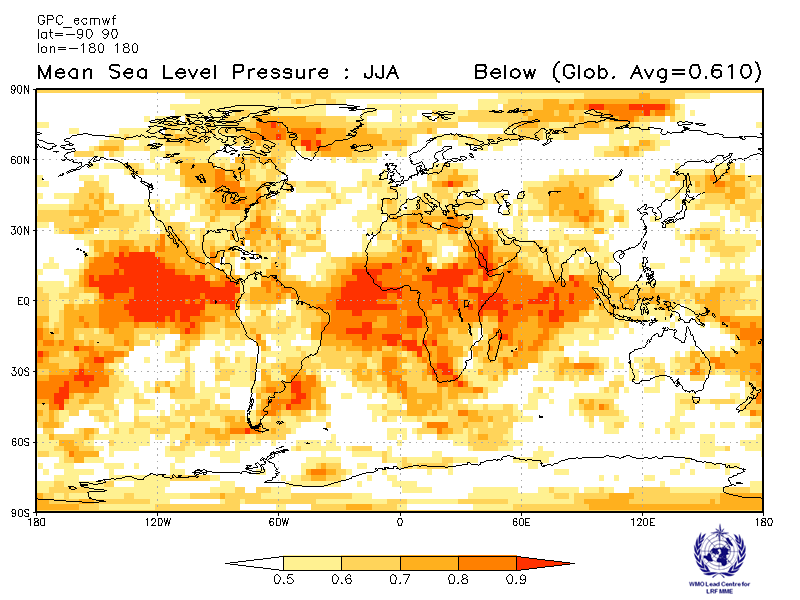 GPC_ecmwf
lat=-90 90
lon=-180 180
Mean Sea Level Pressure : JJA Below (Glob. Avg=0.610)
90N
60N
30N
EQ
30S
60S
90S
180 120W 60W 0 60E 120E 180
0.5 0.6 0.7 0.8 0.9
WMO Lead Centre for
LRF MME